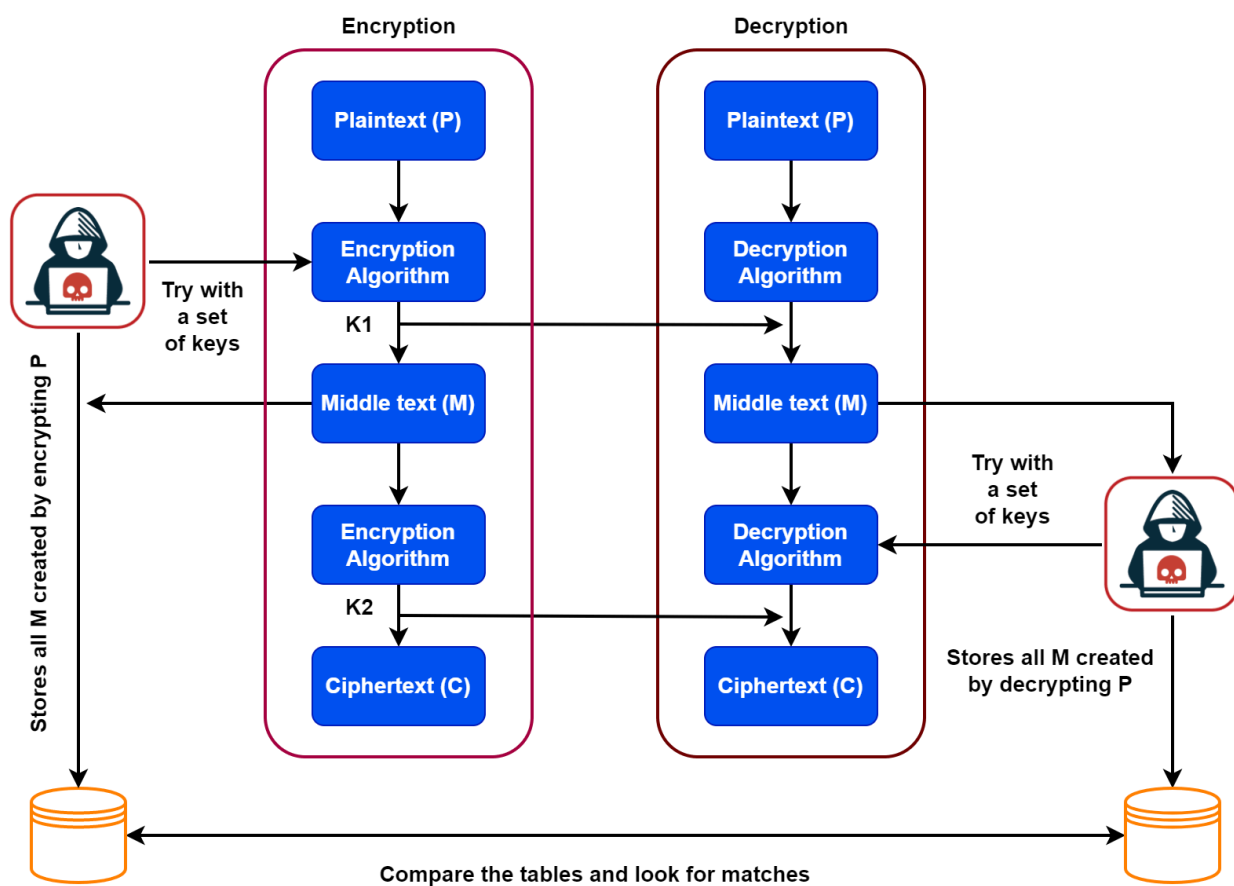 Encryption
Decryption
Plaintext (P)
Plaintext (P)
Encryption
Algorithm
Decryption
Algorithm
Try with
a set
of keys
K1
Stores all M created by encrypting P
Middle text (M)
Middle text (M)
Try with
a set
of keys
Encryption
Algorithm
Decryption
Algorithm
K2
Stores all M created
by decrypting P
Ciphertext (C)
Ciphertext (C)
Compare the tables and look for matches